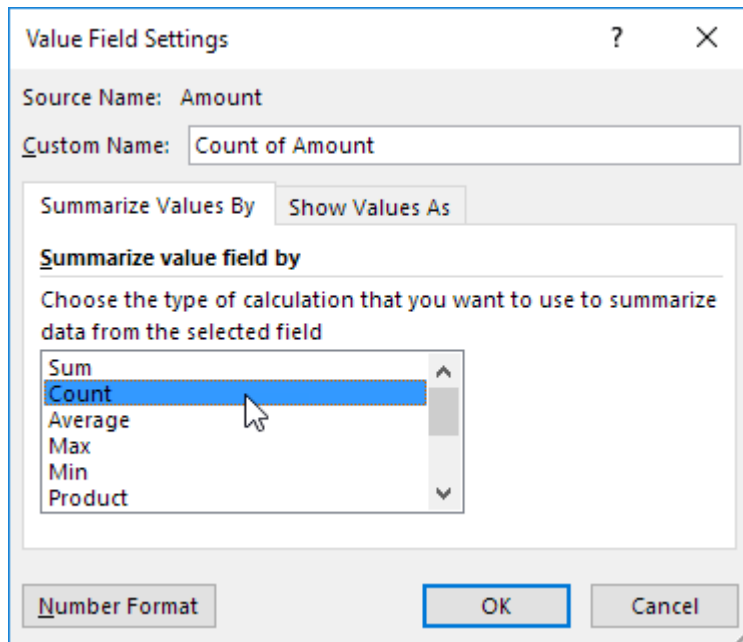 Value Field Settings ?
Source Name: Amount
Custom Name: Count of Amount
Summarize Values By Show Values As
Summarize value field by
Choose the type of calculation that you want to use to summarize
data from the selected field
Sum
Count
Average
Max
Min
Product
Number Format OK Cancel